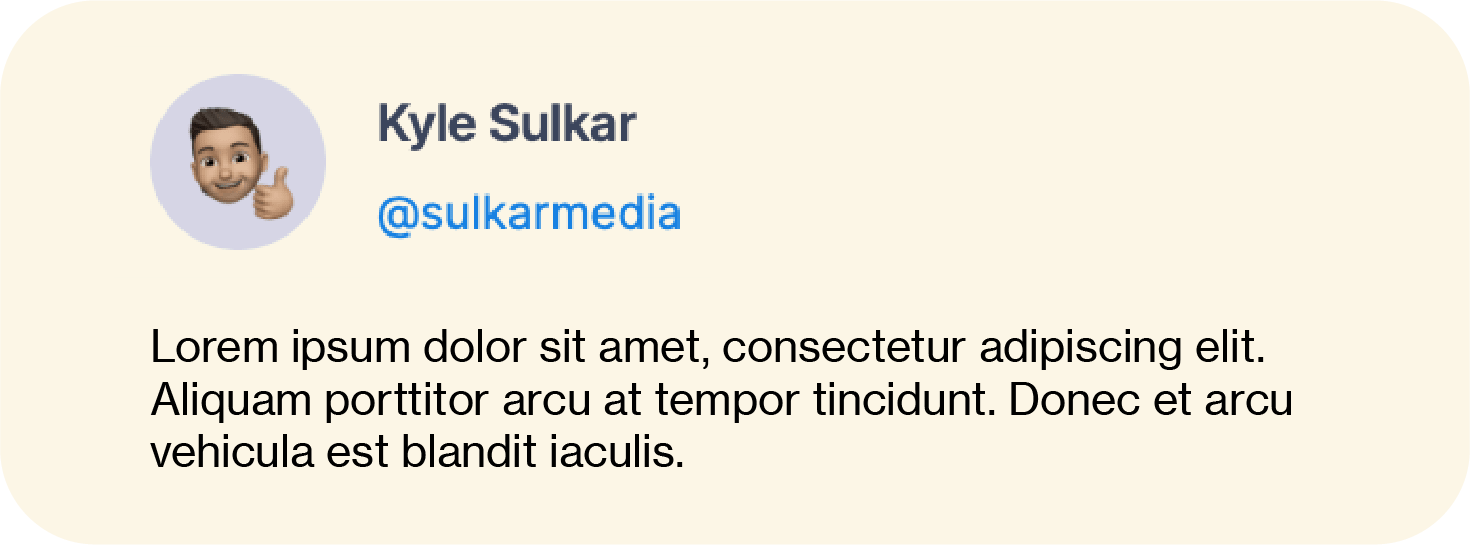 Kyle Sulkar
@sulkarmedia
Lorem ipsum dolor sit amet, consectetur adipiscing elit.
Aliquam porttitor arcu at tempor tincidunt. Donec et arcu
vehicula est blandit iaculis.